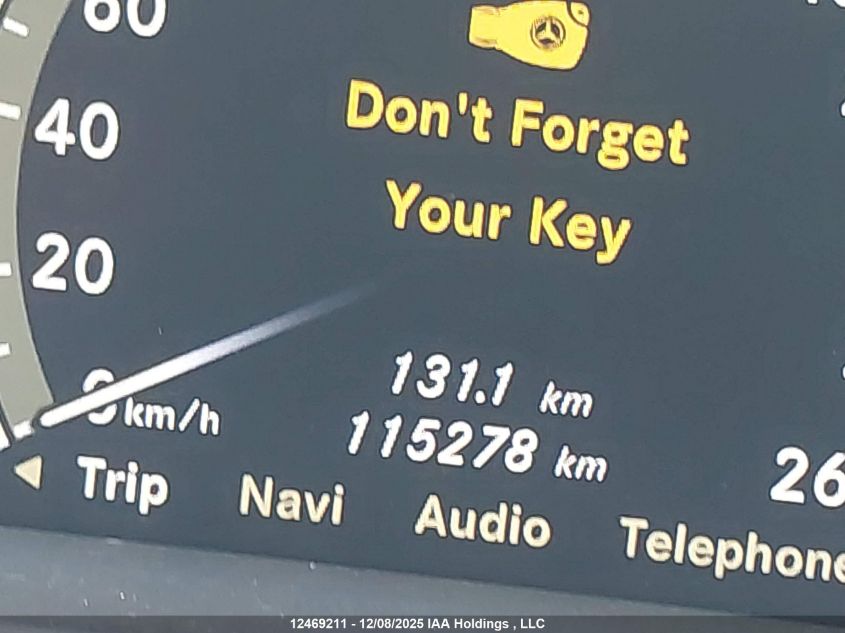 60
Don't Forget
40
Your Key
20
131.1 km
0 km/h
115278 km
26
Trip Navi Audio Telephone
12469211 - 12/08/2025 IAA Holdings , LLC